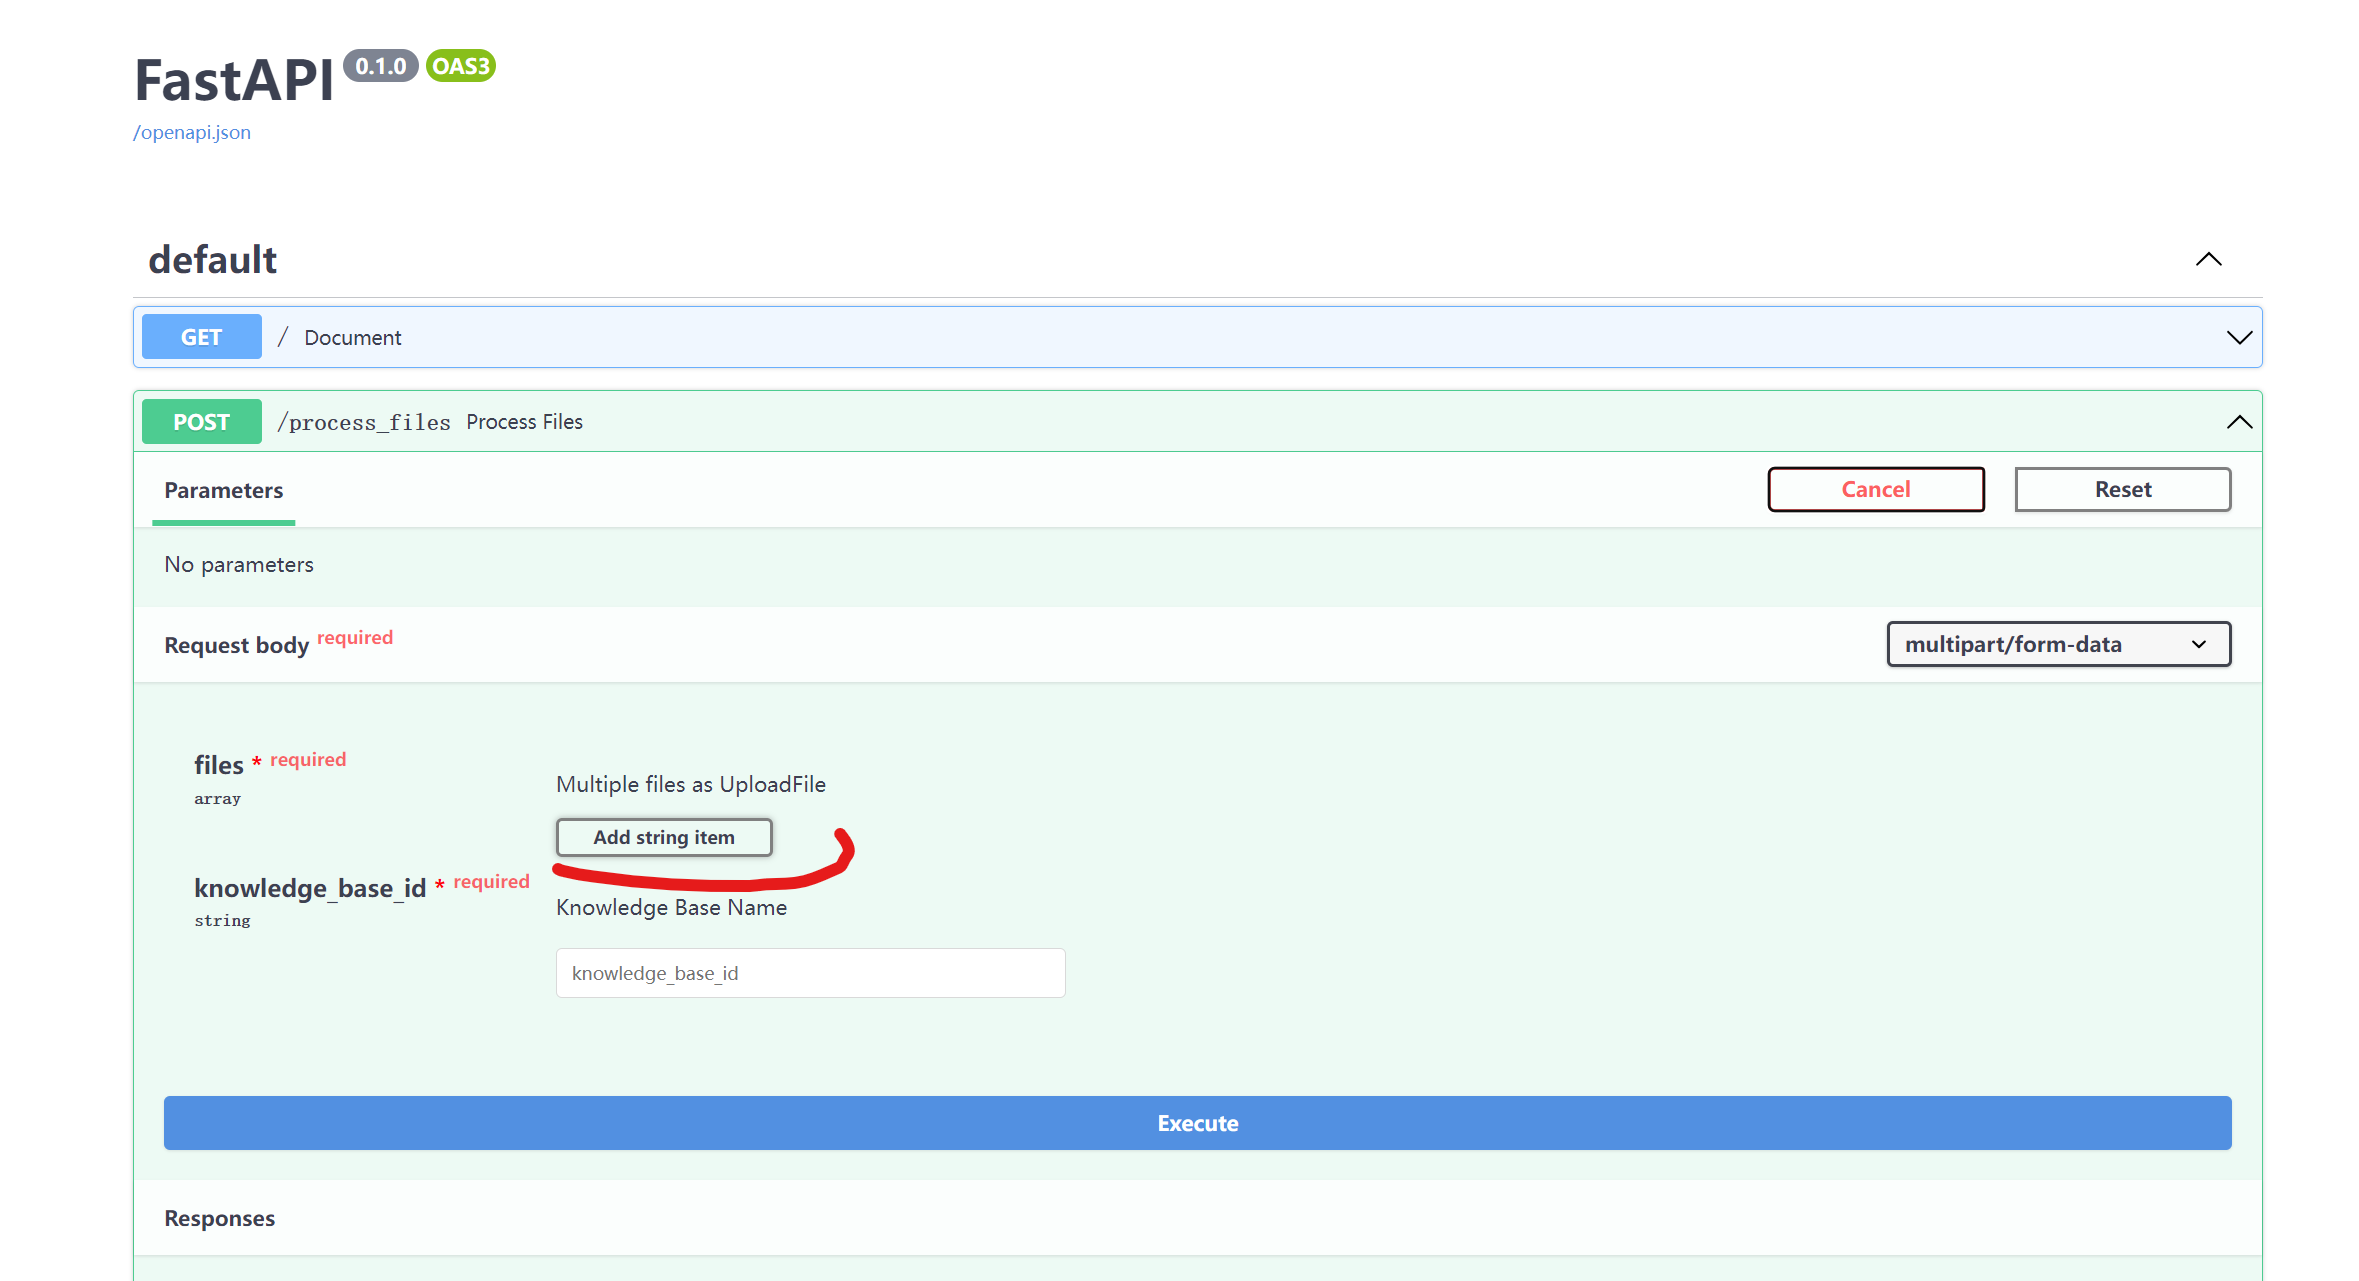 FastAPI 0.1.0 OAS3
/openapi.json
default
GET / Document
POST /process_files Process Files
Parameters
Cancel
Reset
No parameters
Request body required
multipart/form-data
files * required
array
Multiple files as UploadFile
Add string item
knowledge_base_id * required
string
Knowledge Base Name
knowledge_base_id
Execute
Responses